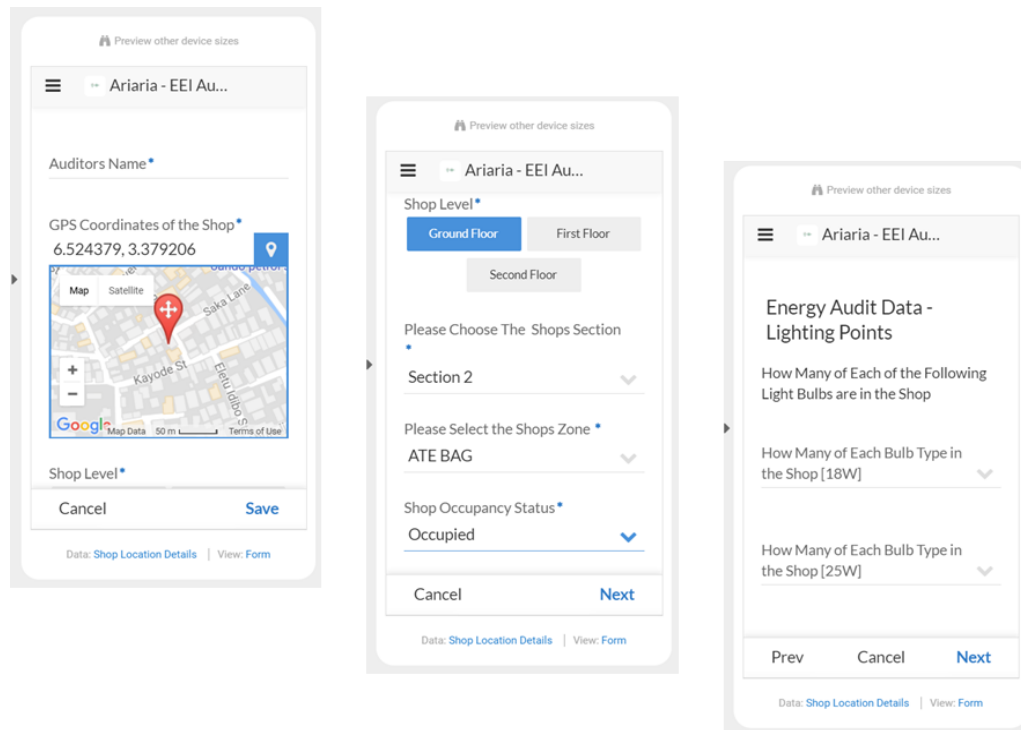 Preview other device sizes
Ariaria - EEI Au...
Auditors Name*
GPS Coordinates of the Shop*
6.524379, 3.379206
Map Satellite
Saka Lane
Kayode St
Eletu Idibo S
+
−
Google Map Data 50 m Terms of Use
Shop Level*
Cancel Save
Data: Shop Location Details | View: Form
Preview other device sizes
Ariaria - EEI Au...
Shop Level*
Ground Floor First Floor
Second Floor
Please Choose The Shops Section
*
Section 2
Please Select the Shops Zone *
ATE BAG
Shop Occupancy Status*
Occupied
Cancel Next
Data: Shop Location Details | View: Form
Preview other device sizes
Ariaria - EEI Au...
Energy Audit Data -
Lighting Points
How Many of Each of the Following
Light Bulbs are in the Shop
How Many of Each Bulb Type in
the Shop [18W]
How Many of Each Bulb Type in
the Shop [25W]
Prev Cancel Next
Data: Shop Location Details | View: Form